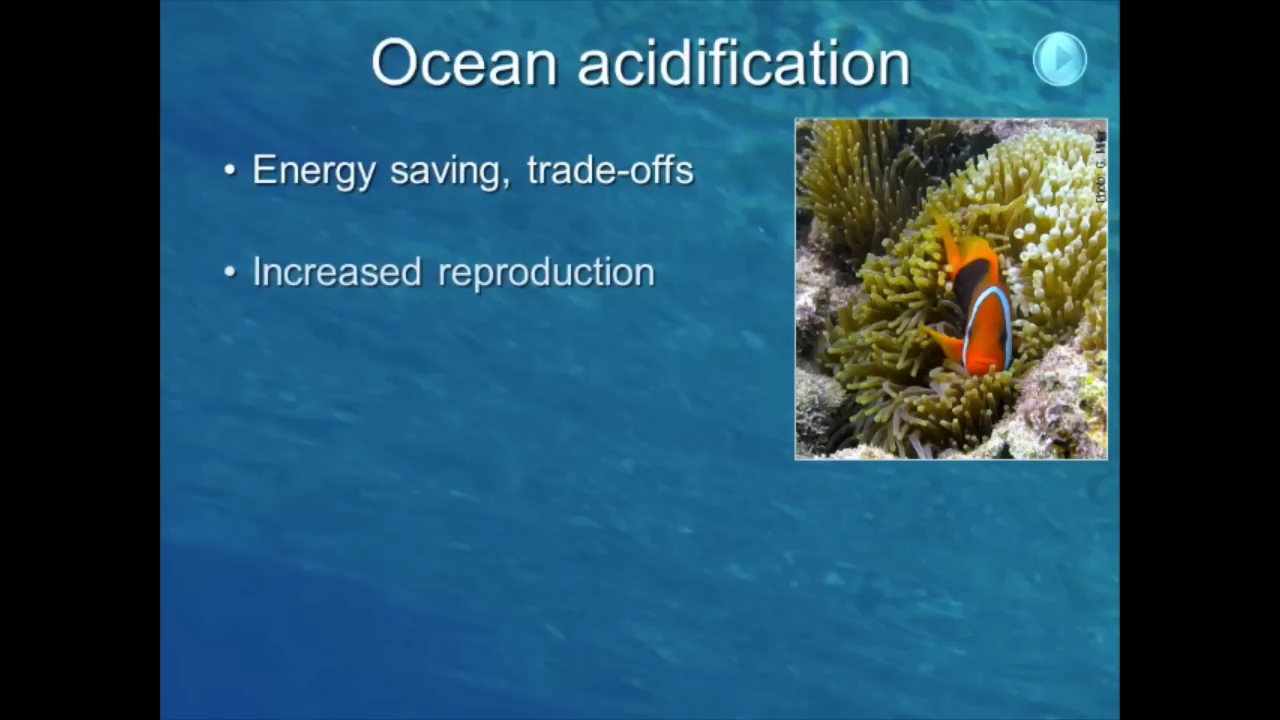 Ocean acidification
• Energy saving, trade-offs
• Increased reproduction